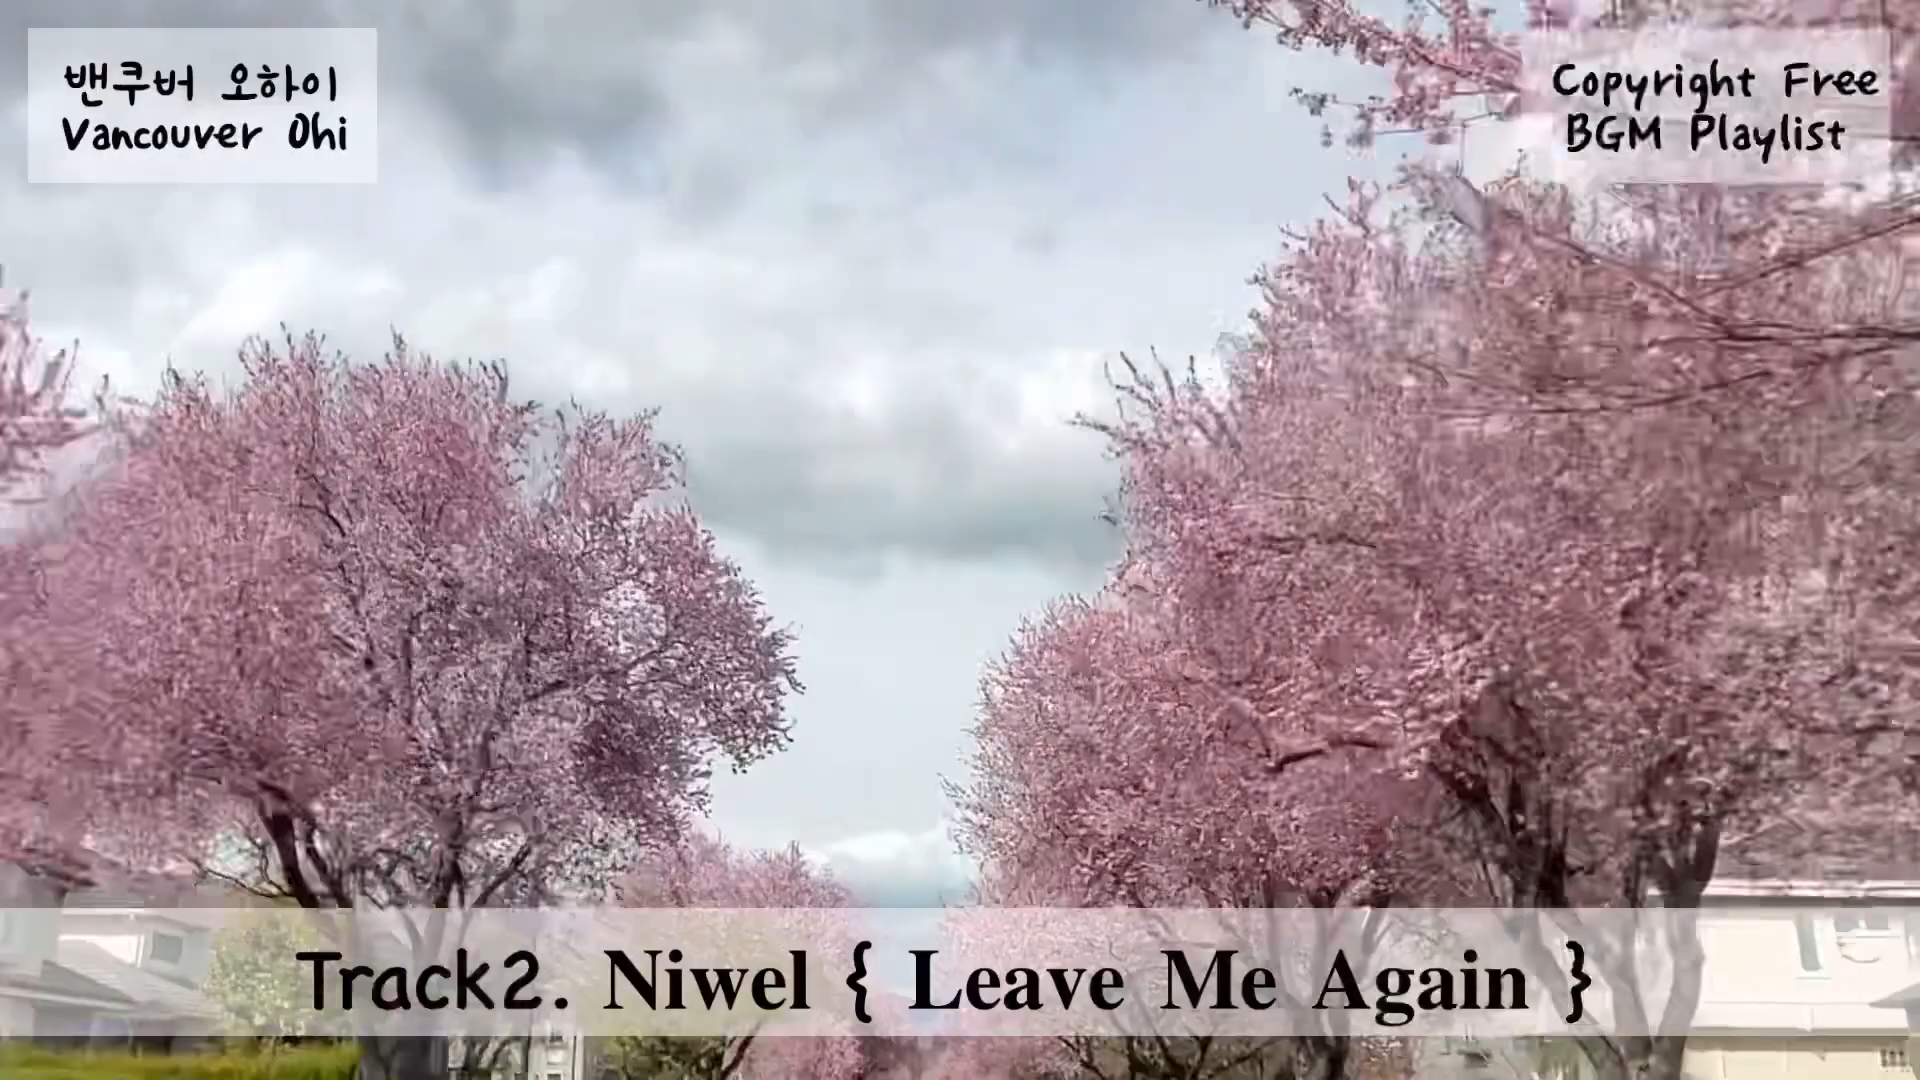 밴쿠버 오하이
Vancouver Ohi
Copyright Free
BGM Playlist
Track2. Niwel { Leave Me Again }